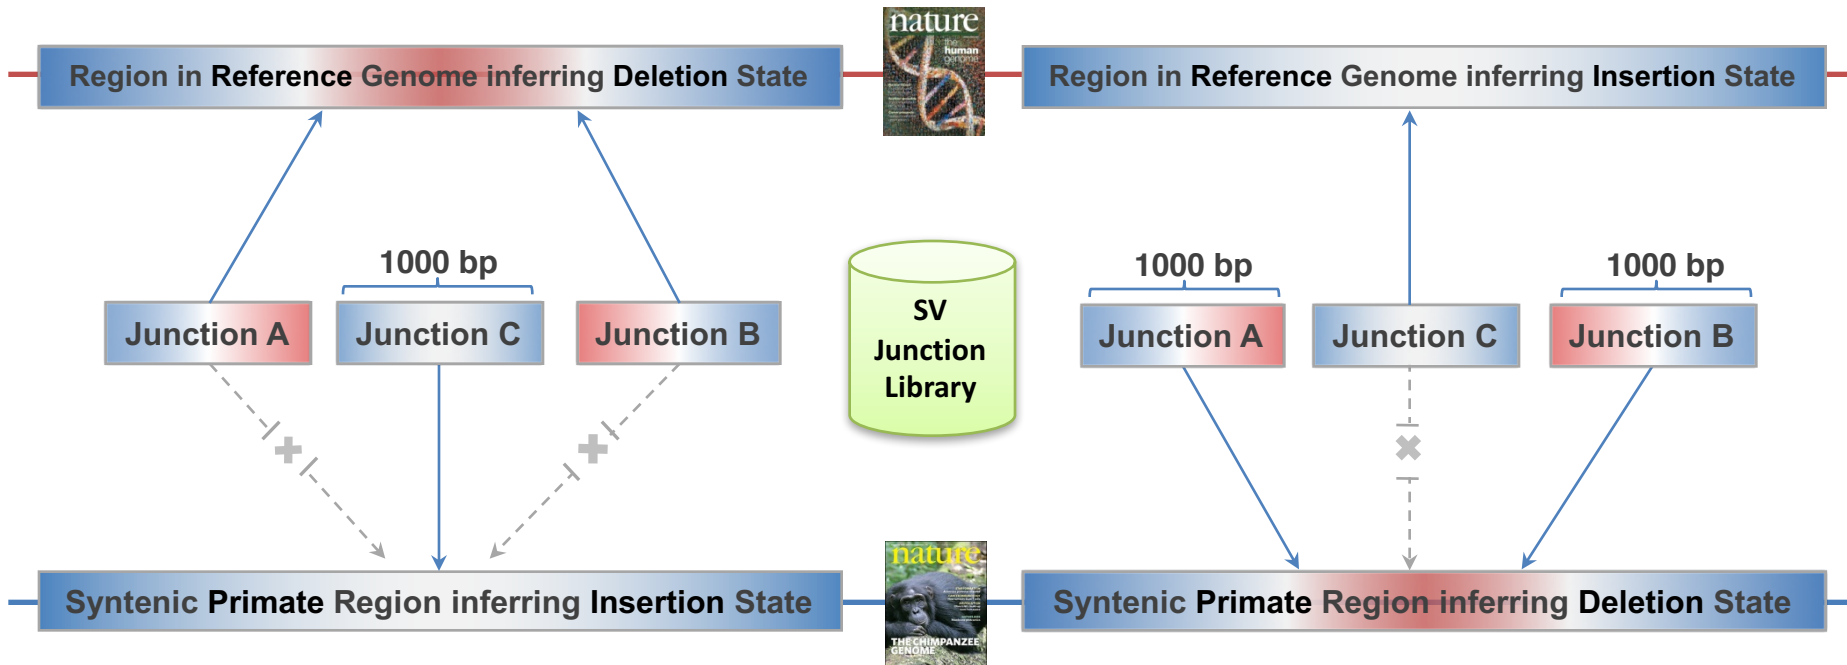 nature
the
human
genome
Region in Reference Genome inferring Deletion State
Region in Reference Genome inferring Insertion State
1000 bp
Junction A
Junction C
Junction B
SV
Junction
Library
1000 bp
1000 bp
Junction A
Junction C
Junction B
nature
THE CHIMPANZEE
GENOME
Syntenic Primate Region inferring Insertion State
Syntenic Primate Region inferring Deletion State